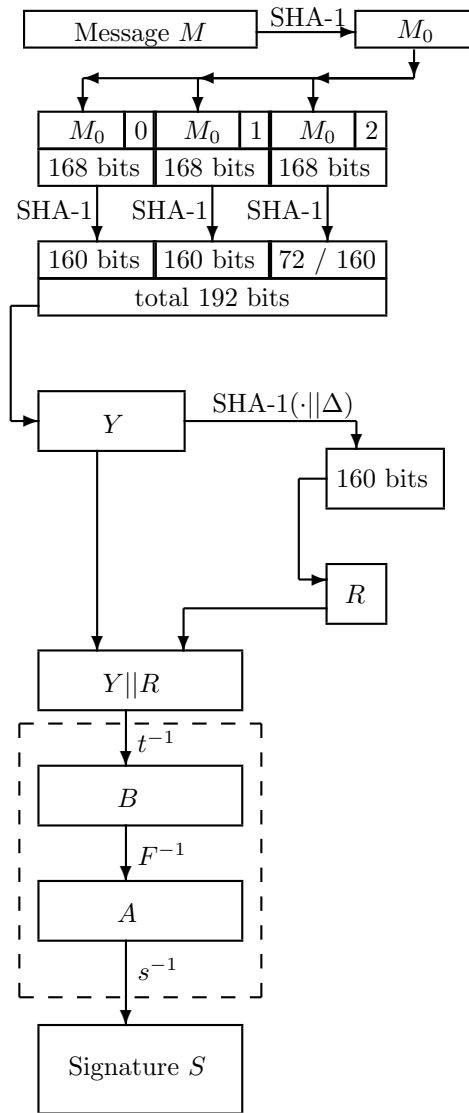 Message M SHA-1 M₀
M₀ 0 M₀ 1 M₀ 2
168 bits 168 bits 168 bits
SHA-1 SHA-1 SHA-1
160 bits 160 bits 72 / 160
total 192 bits
SHA-1(·||Δ)
Y
160 bits
R
Y||R
t⁻¹
B
F⁻¹
A
s⁻¹
Signature S